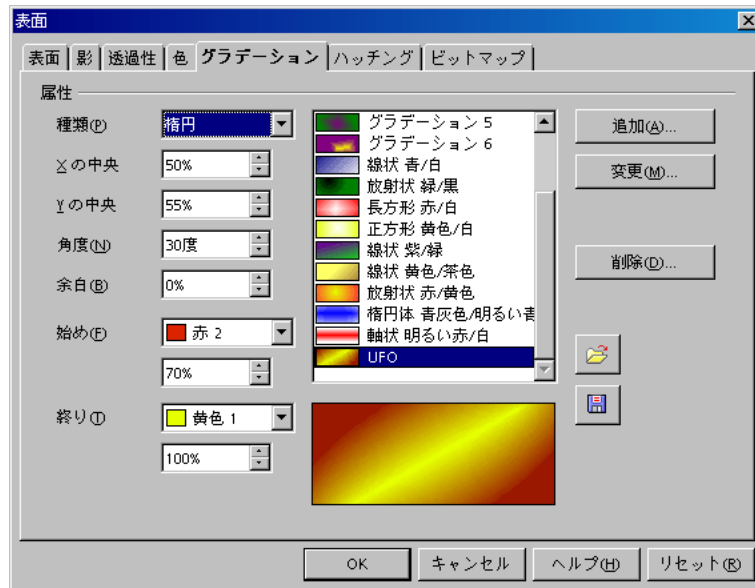 表面
表面 影 透過性 色 グラデーション ハッチング ビットマップ
属性
種類(P) 楕円
Xの中央 50%
Yの中央 55%
角度(N) 30度
余白(B) 0%
始め(F) 赤 2
70%
終り(T) 黄色 1
100%
グラデーション 5
グラデーション 6
線状 青/白
放射状 緑/黒
長方形 赤/白
正方形 黄色/白
線状 紫/緑
線状 黄色/茶色
放射状 赤/黄色
楕円体 青灰色/明るい青
軸状 明るい赤/白
UFO
追加(A)...
変更(M)...
削除(D)...
OK キャンセル ヘルプ(H) リセット(R)